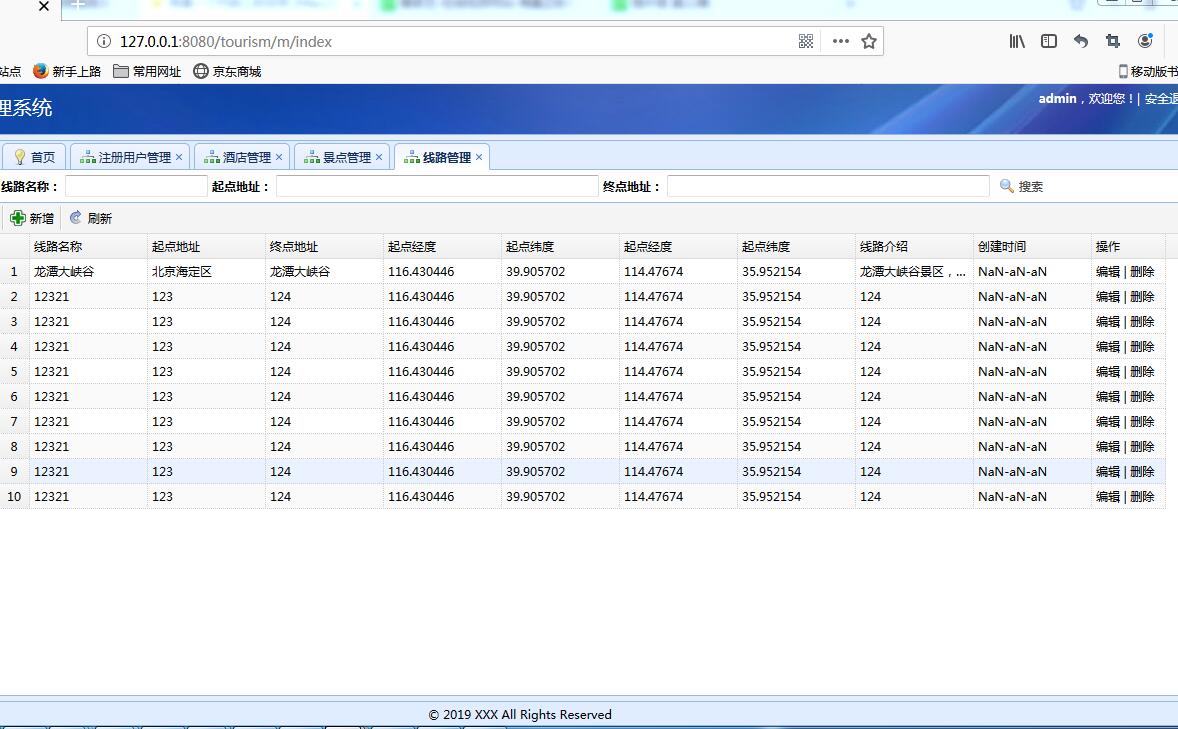 127.0.0.1:8080/tourism/m/index
站点 新手上路 常用网址 京东商城 移动版书
理系统 admin，欢迎您！| 安全退
首页 注册用户管理 × 酒店管理 × 景点管理 × 线路管理 ×
线路名称： 起点地址： 终点地址： 搜索
新增 刷新
线路名称 起点地址 终点地址 起点经度 起点纬度 起点经度 起点纬度 线路介绍 创建时间 操作
1 龙潭大峡谷 北京海定区 龙潭大峡谷 116.430446 39.905702 114.47674 35.952154 龙潭大峡谷景区，... NaN-aN-aN 编辑 | 删除
2 12321 123 124 116.430446 39.905702 114.47674 35.952154 124 NaN-aN-aN 编辑 | 删除
3 12321 123 124 116.430446 39.905702 114.47674 35.952154 124 NaN-aN-aN 编辑 | 删除
4 12321 123 124 116.430446 39.905702 114.47674 35.952154 124 NaN-aN-aN 编辑 | 删除
5 12321 123 124 116.430446 39.905702 114.47674 35.952154 124 NaN-aN-aN 编辑 | 删除
6 12321 123 124 116.430446 39.905702 114.47674 35.952154 124 NaN-aN-aN 编辑 | 删除
7 12321 123 124 116.430446 39.905702 114.47674 35.952154 124 NaN-aN-aN 编辑 | 删除
8 12321 123 124 116.430446 39.905702 114.47674 35.952154 124 NaN-aN-aN 编辑 | 删除
9 12321 123 124 116.430446 39.905702 114.47674 35.952154 124 NaN-aN-aN 编辑 | 删除
10 12321 123 124 116.430446 39.905702 114.47674 35.952154 124 NaN-aN-aN 编辑 | 删除
© 2019 XXX All Rights Reserved